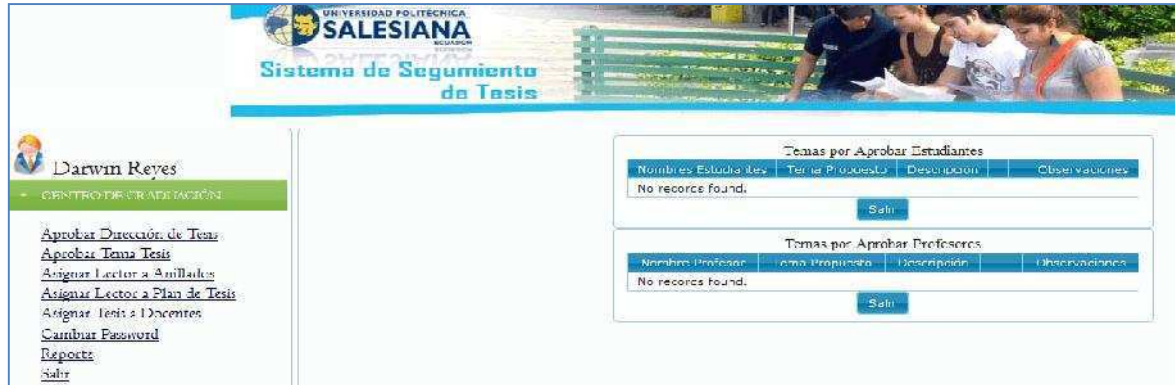 UNIVERSIDAD POLITÉCNICA
SALESIANA
ECUADOR
Sistema de Segumiento
de Tesis
Darwin Reyes
CENTRO DE GRADUACIÓN
Aprobar Dirección de Tesis
Aprobar Tema Tesis
Asignar Lector a Anillados
Asignar Lector a Plan de Tesis
Asignar Tesis a Docentes
Cambiar Password
Reporte
Salir
Temas por Aprobar Estudiantes
Nombres Estudiantes Tema Propuesto Descripción Observaciones
No records found.
Salir
Temas por Aprobar Profesores
Nombre Profesor Tema Propuesto Descripción Observaciones
No records found.
Salir